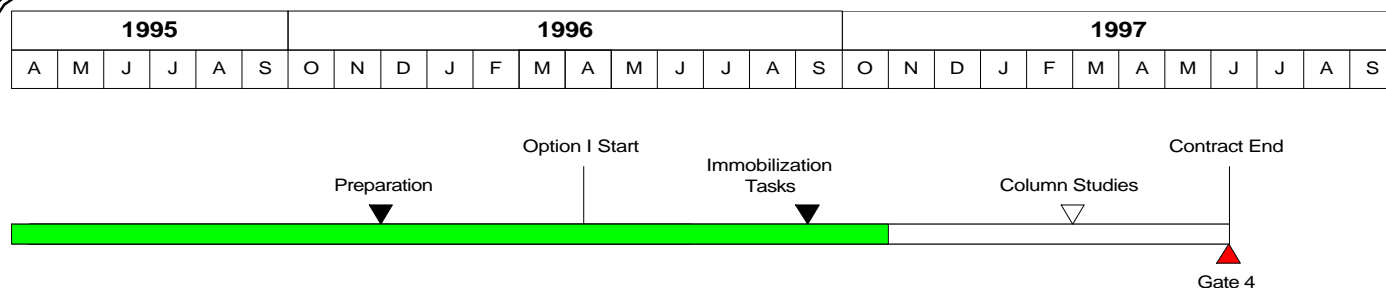 1995 1996 1997
A M J J A S O N D J F M A M J J A S O N D J F M A M J J A S
Option I Start
Contract End
Immobilization
Tasks
Preparation
Column Studies
Gate 4